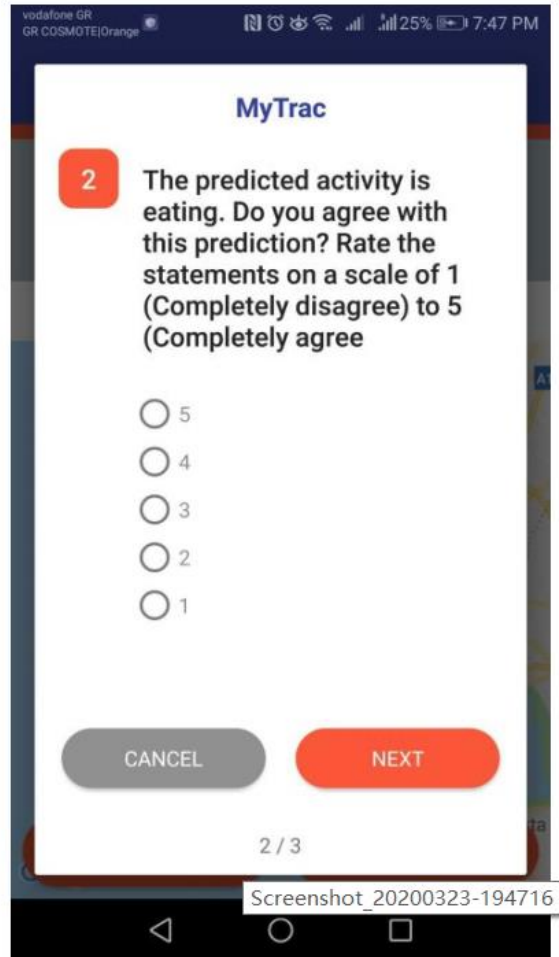 vodafone GR
GR COSMOTE|Orange
25% 7:47 PM
MyTrac
2
The predicted activity is
eating. Do you agree with
this prediction? Rate the
statements on a scale of 1
(Completely disagree) to 5
(Completely agree
5
4
3
2
1
CANCEL
NEXT
2 / 3
ta
Screenshot_20200323-194716